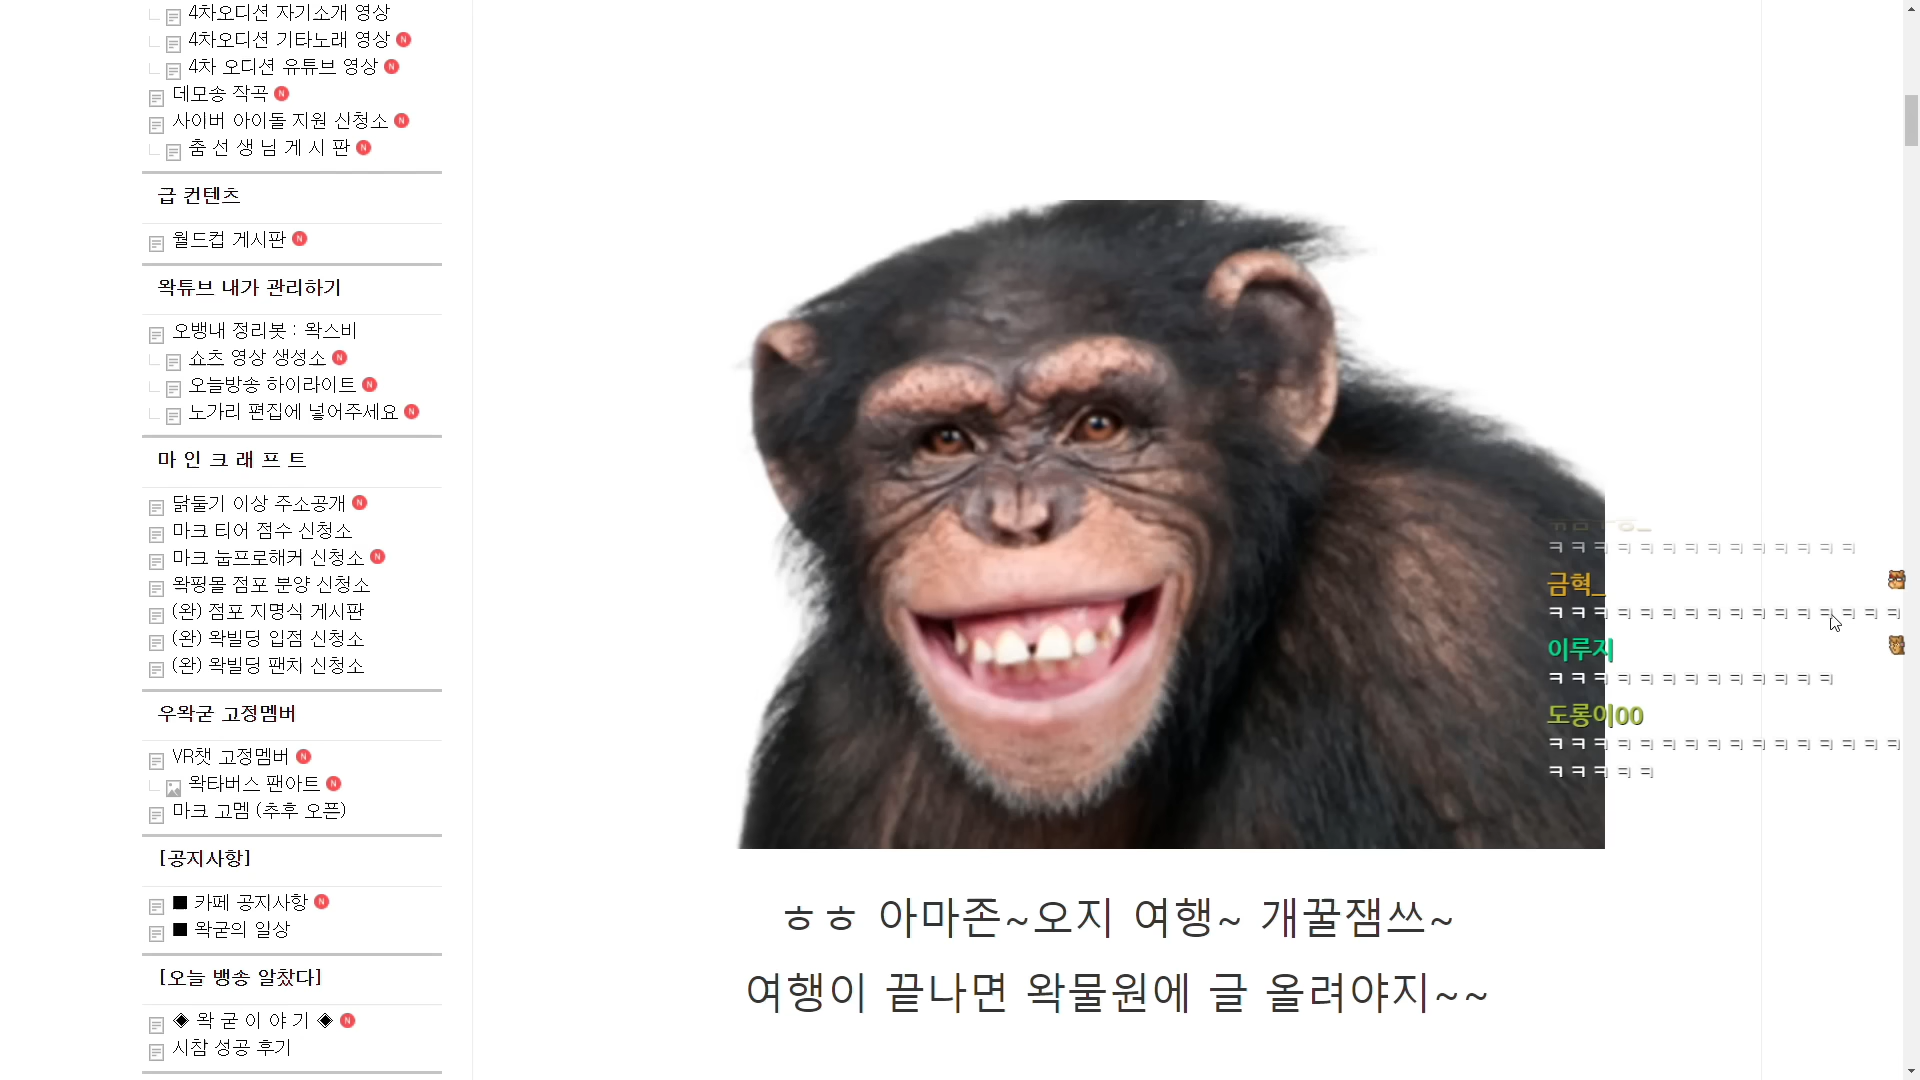 4차오디션 자기소개 영상
4차오디션 기타노래 영상 N
4차 오디션 유튜브 영상 N
데모송 작곡 N
사이버 아이돌 지원 신청소 N
춤 선 생 님 게 시 판 N
급 컨텐츠
월드컵 게시판 N
왁튜브 내가 관리하기
오뱅내 정리봇 : 왁스비
쇼츠 영상 생성소 N
오늘방송 하이라이트 N
노가리 편집에 넣어주세요 N
마 인 크 래 프 트
닭둘기 이상 주소공개 N
마크 티어 점수 신청소
마크 눕프로해커 신청소 N
왁핑몰 점포 분양 신청소
(완) 점포 지명식 게시판
(완) 왁빌딩 입점 신청소
(완) 왁빌딩 팬치 신청소
우왁굳 고정멤버
VR챗 고정멤버 N
왁타버스 팬아트 N
마크 고멤 (추후 오픈)
[공지사항]
■ 카페 공지사항 N
■ 왁굳의 일상
[오늘 뱅송 알찼다]
◈ 왁 굳 이 야 기 ◈ N
시참 성공 후기
ㅎㅎ 아마존~오지 여행~ 개꿀잼쓰~
여행이 끝나면 왁물원에 글 올려야지~~
ㅋㅋㅋㅋㅋㅋㅋㅋㅋㅋㅋㅋㅋㅋ
금혁_
ㅋㅋㅋㅋㅋㅋㅋㅋㅋㅋㅋㅋㅋㅋㅋㅋ
이루지
ㅋㅋㅋㅋㅋㅋㅋㅋㅋㅋㅋㅋㅋ
도롱이00
ㅋㅋㅋㅋㅋㅋㅋㅋㅋㅋㅋㅋㅋㅋㅋㅋ
ㅋㅋㅋㅋㅋ